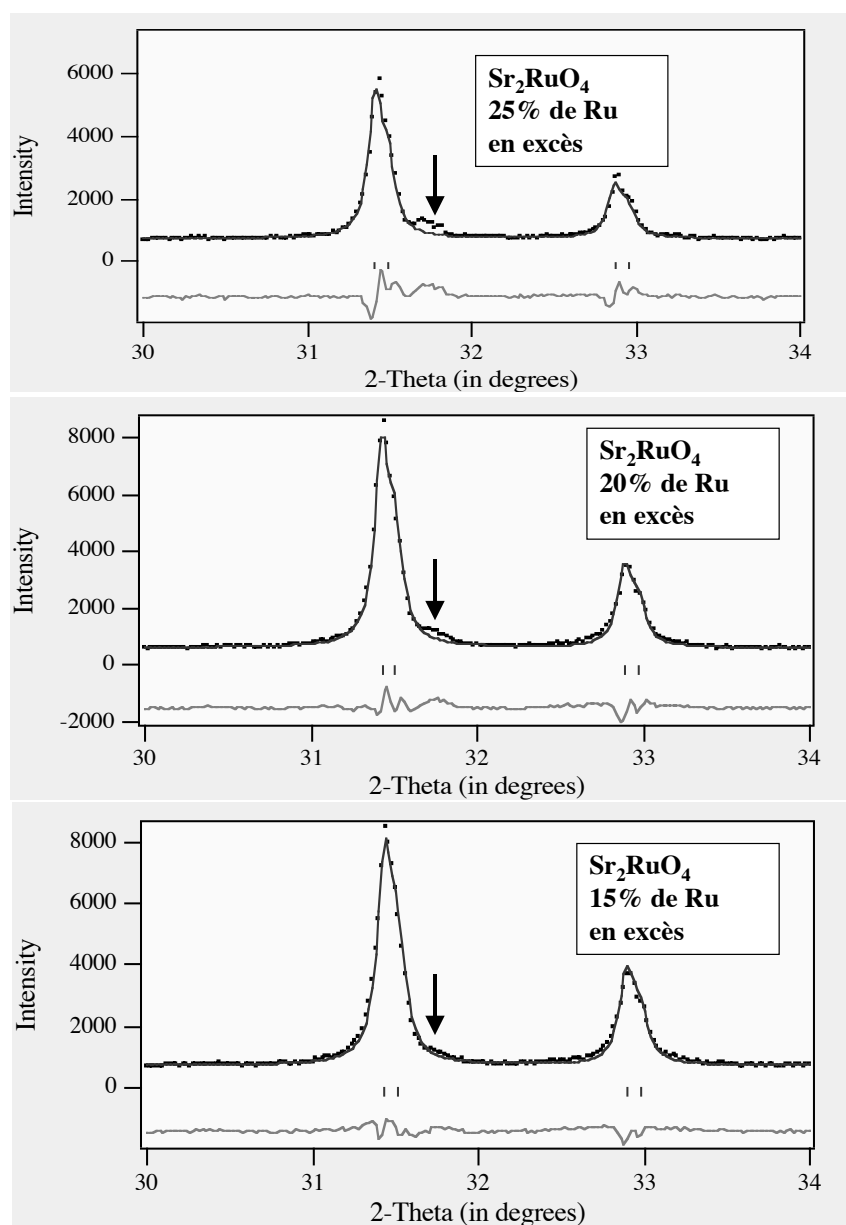 6000
4000
2000
0
Intensity
Sr₂RuO₄
25% de Ru
en excès
30
31
32
33
34
2-Theta (in degrees)
8000
6000
4000
2000
0
-2000
Intensity
Sr₂RuO₄
20% de Ru
en excès
30
31
32
33
34
2-Theta (in degrees)
8000
6000
4000
2000
0
Intensity
Sr₂RuO₄
15% de Ru
en excès
30
31
32
33
34
2-Theta (in degrees)